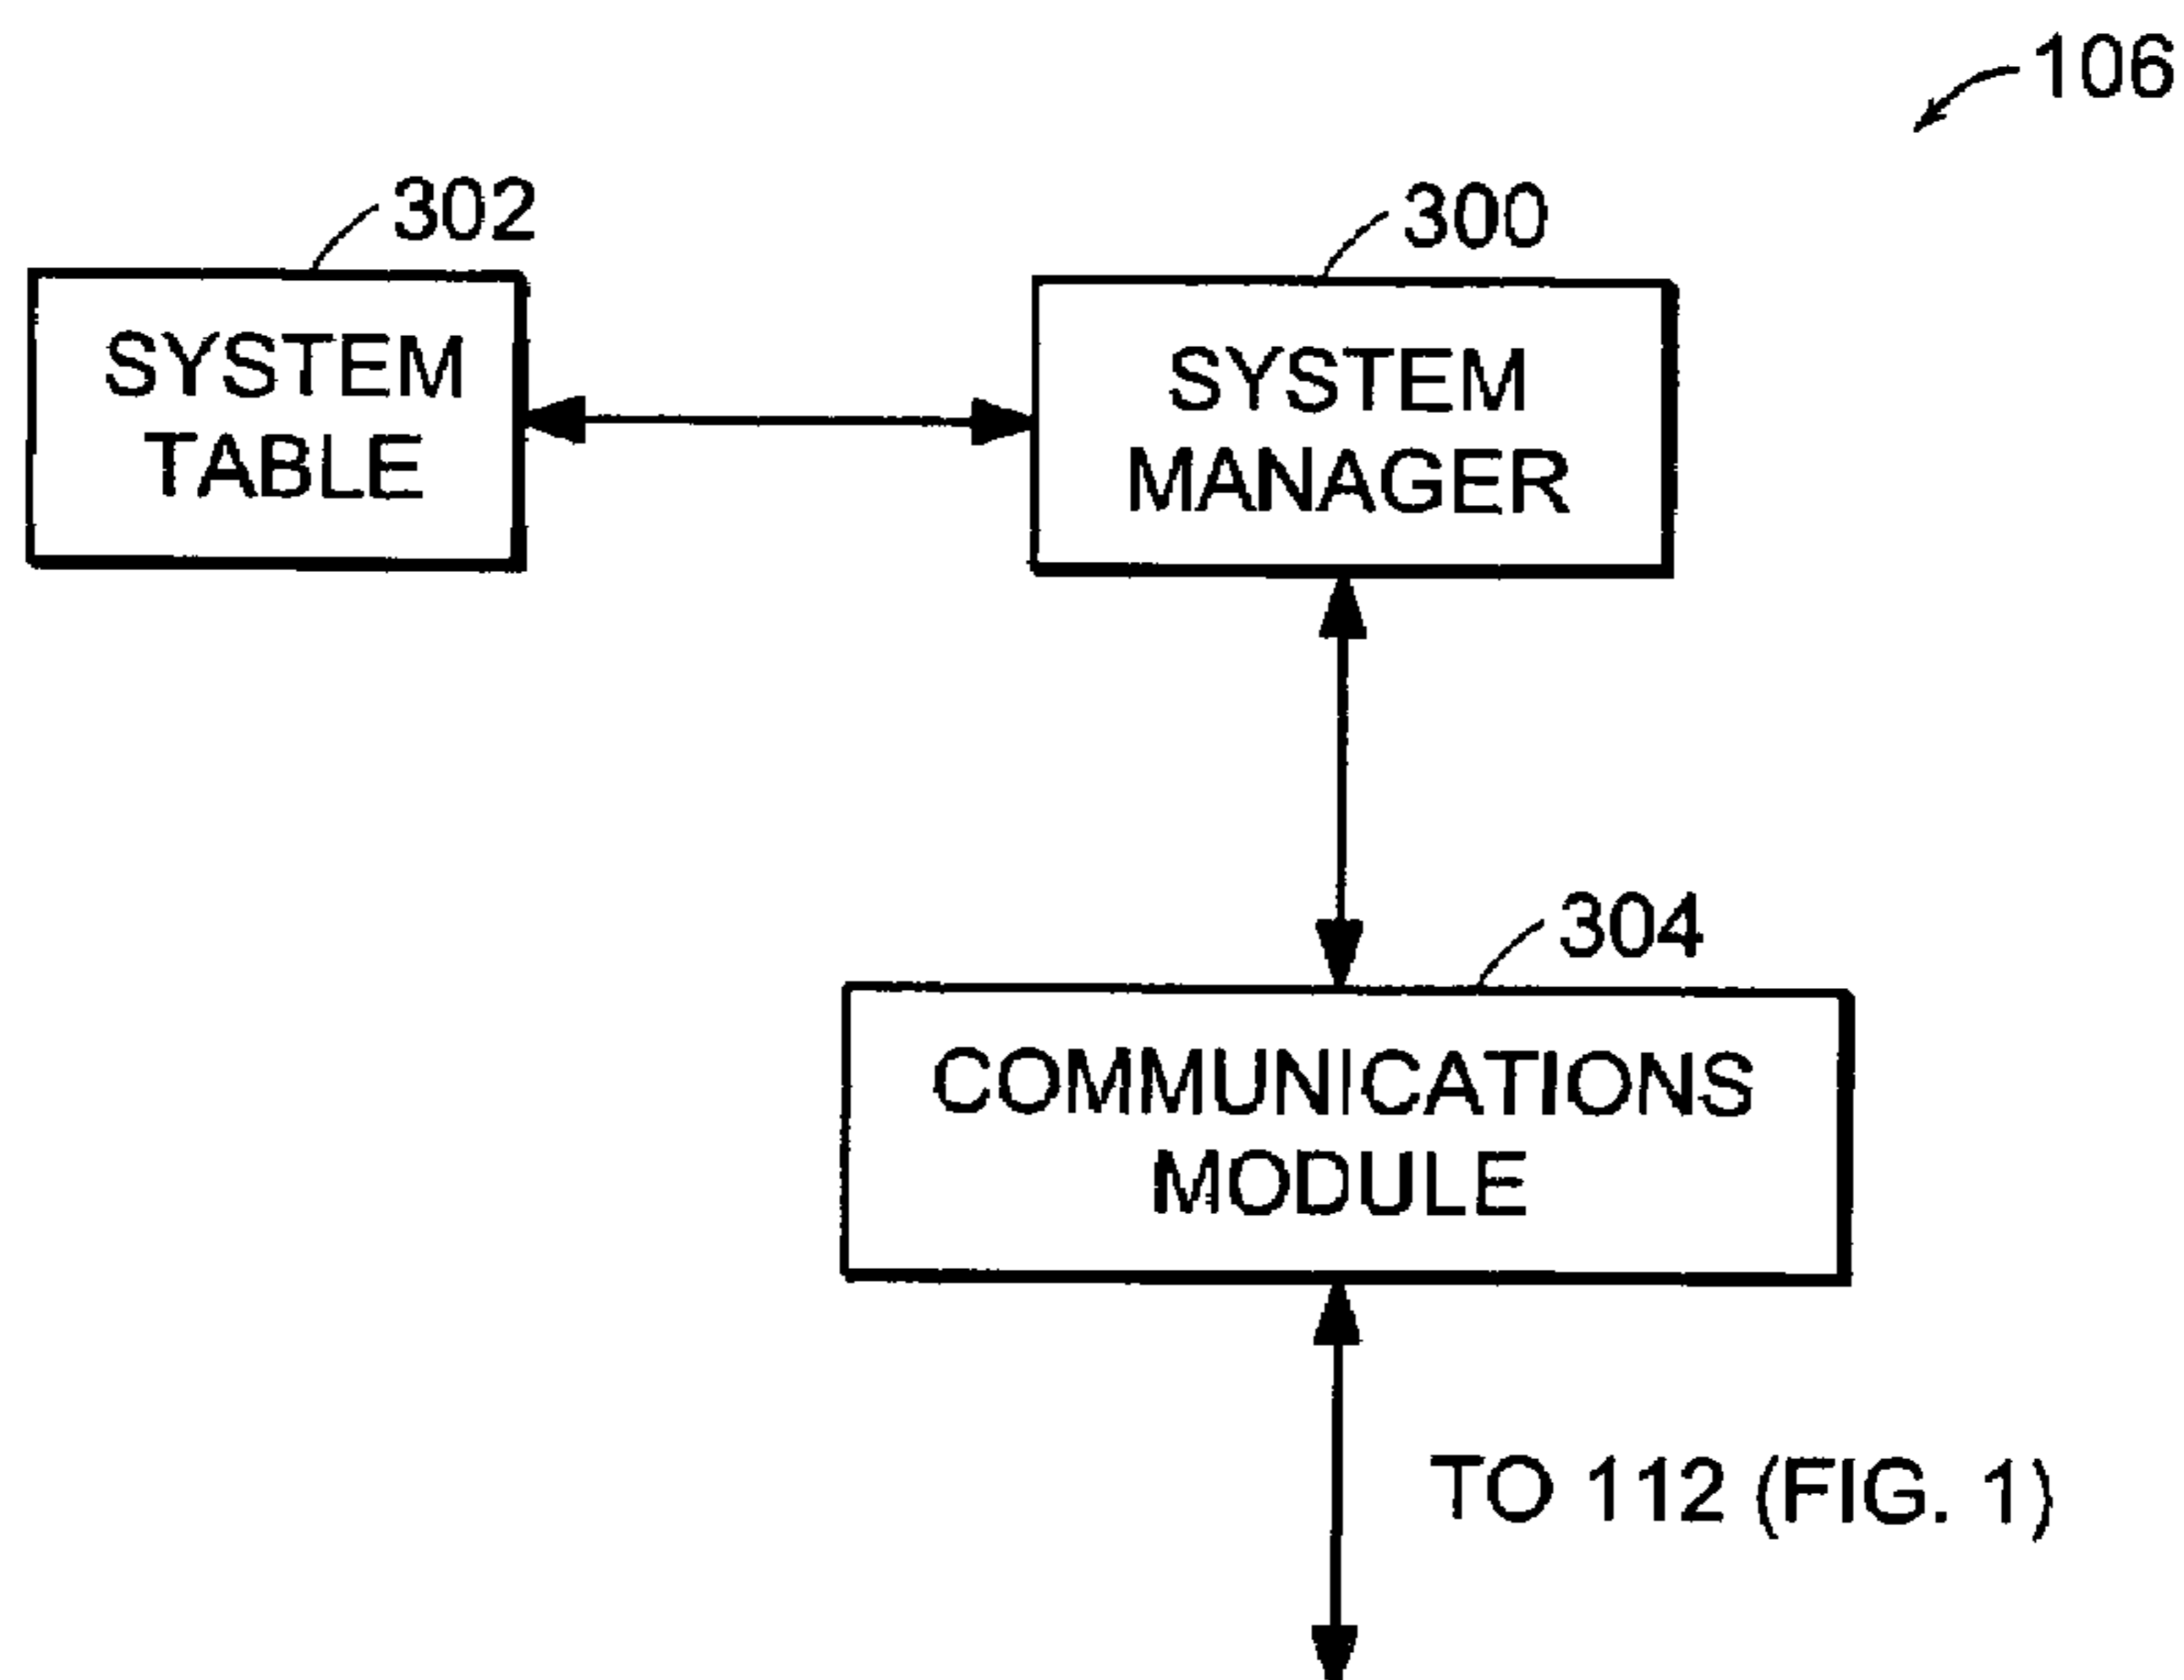 106
302
300
SYSTEM
TABLE
SYSTEM
MANAGER
304
COMMUNICATIONS
MODULE
TO 112 (FIG. 1)